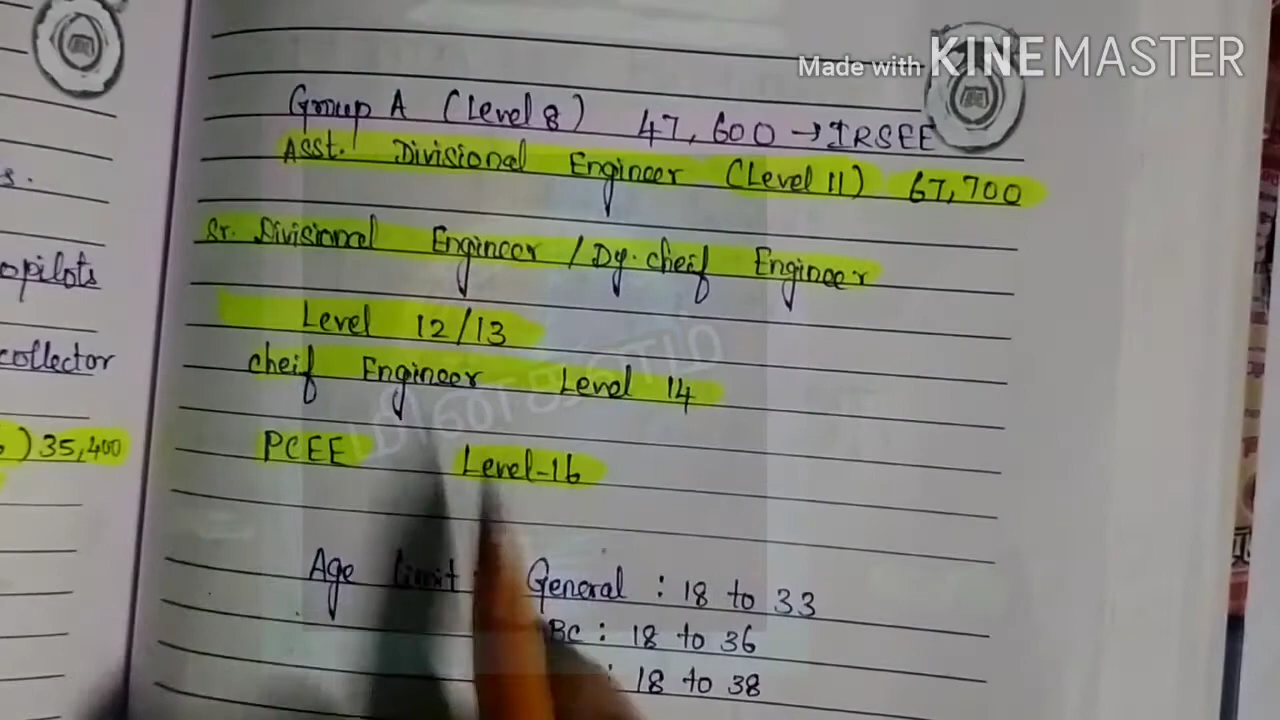 Made with KINEMASTER
Group A (Level 8) 47,600 → IRSEE
Asst. Divisional Engineer (Level 11) 67,700
Sr. Divisional Engineer / Dy. cheif Engineer
Level 12/13
cheif Engineer Level 14
PCEE Level-16
Age limit General : 18 to 33
BC : 18 to 36
: 18 to 38
s.
opilots
collector
) 35,400